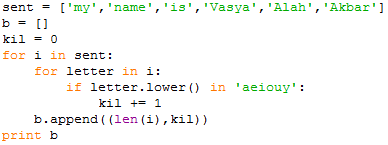 sent = ['my','name','is','Vasya','Alah','Akbar']
b = []
kil = 0
for i in sent:
    for letter in i:
        if letter.lower() in 'aeiouy':
            kil += 1
    b.append((len(i),kil))
print b